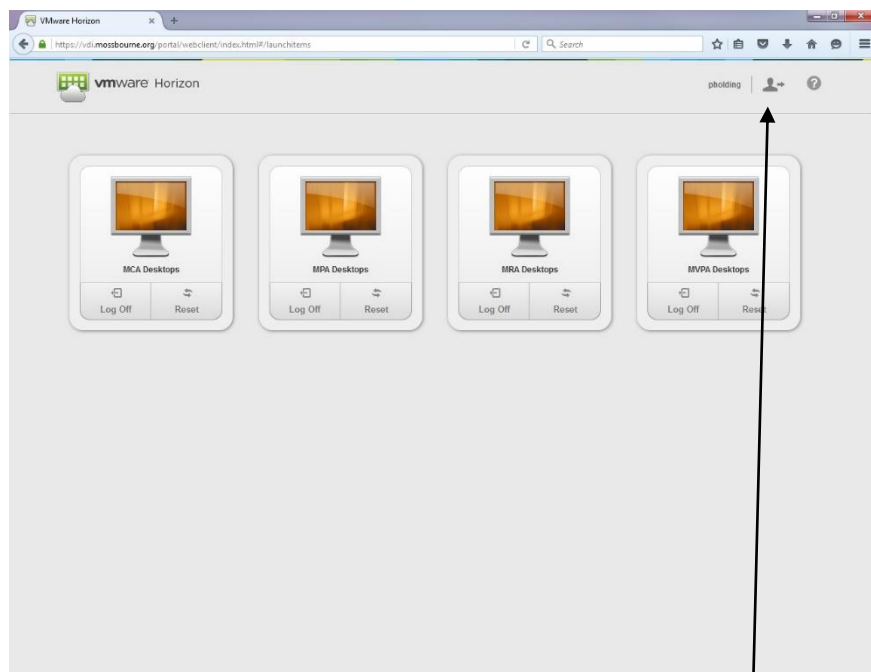 VMware Horizon
https://vdi.mossbourne.org/portal/webclient/index.html#/launchitems
Search
vmware Horizon
pholding
MCA Desktops
MPA Desktops
MRA Desktops
MVPA Desktops
Log Off Reset
Log Off Reset
Log Off Reset
Log Off Reset